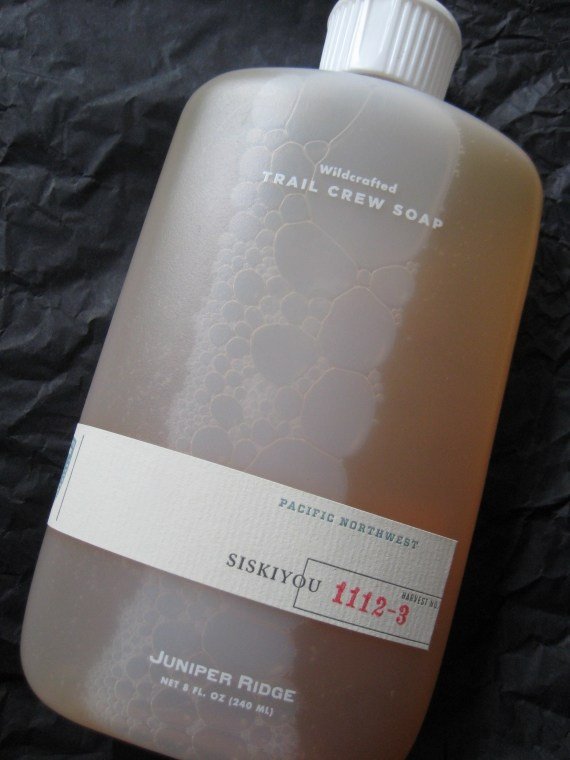 Wildcrafted
TRAIL CREW SOAP
PACIFIC NORTHWEST
SISKIYOU
1112-3
HARVEST NO.
JUNIPER RIDGE
NET 8 FL. OZ (240 ML)